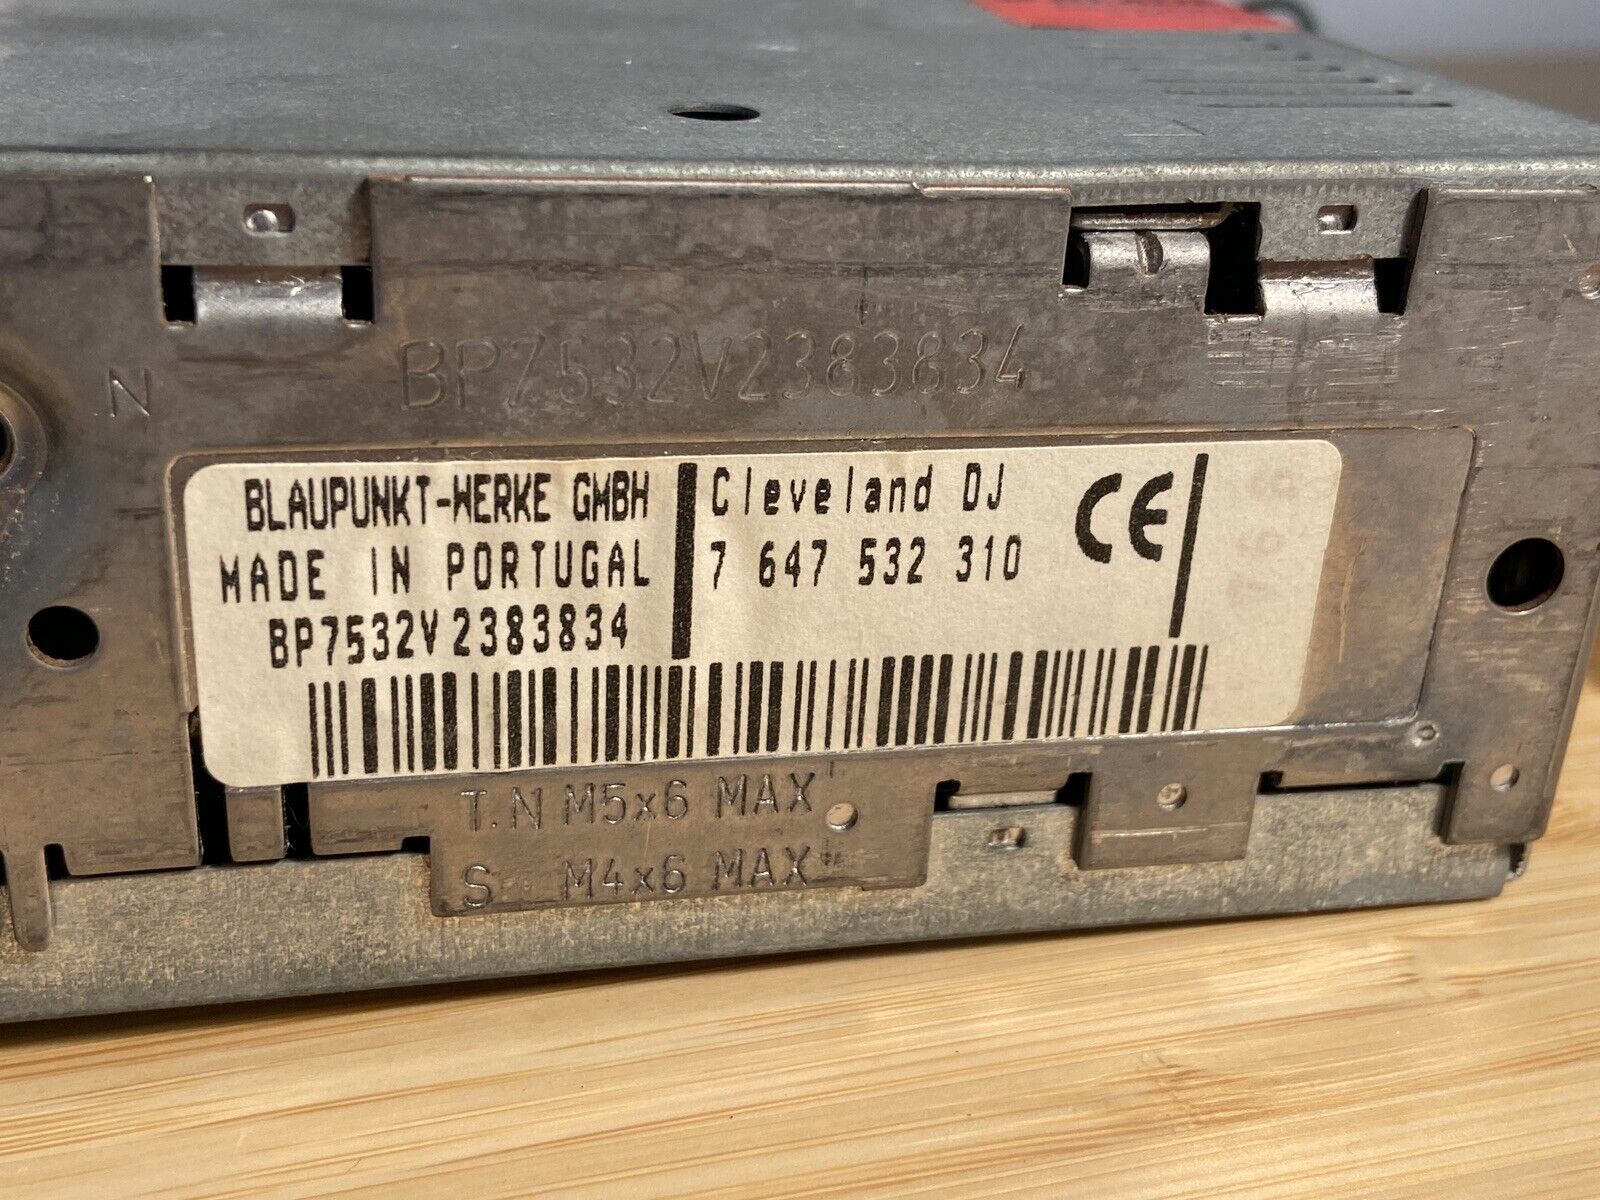 BP7532V2383834
N
BLAUPUNKT-WERKE GMBH
MADE IN PORTUGAL
BP7532V2383834
Cleveland DJ
7 647 532 310
CE
T.N M5x6 MAX
S M4x6 MAX